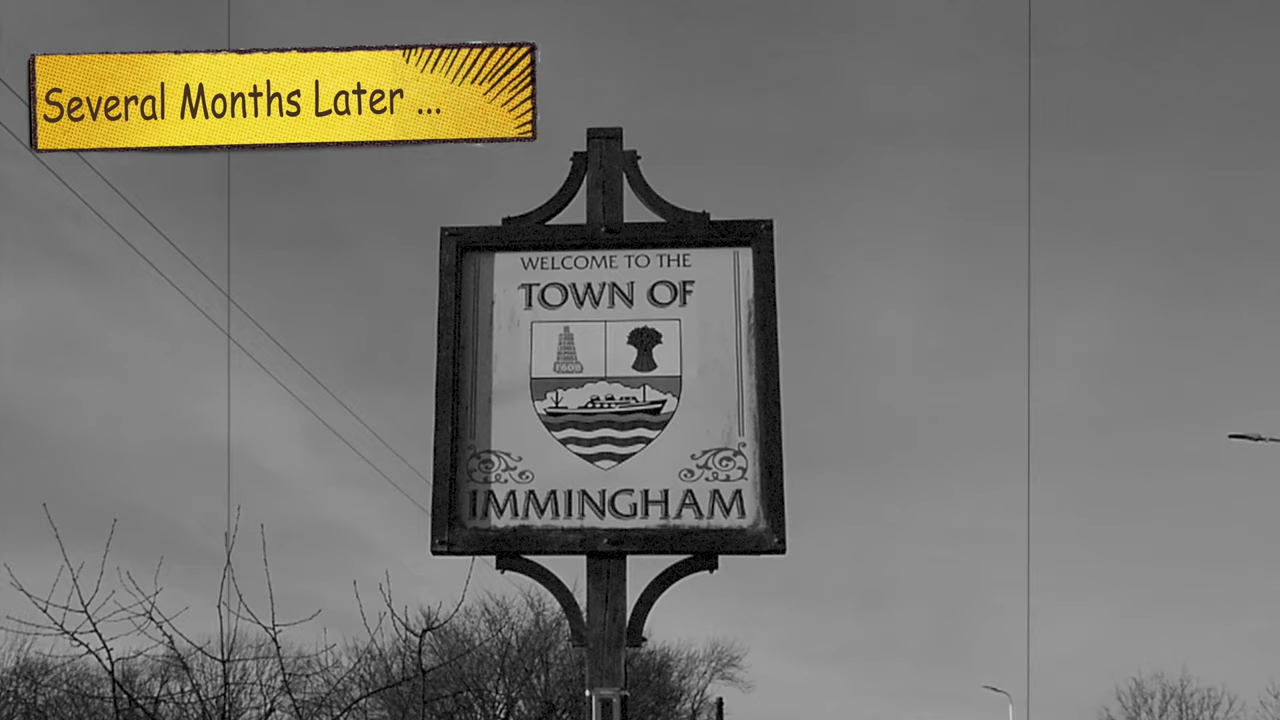 Several Months Later ...
WELCOME TO THE
TOWN OF
IMMINGHAM